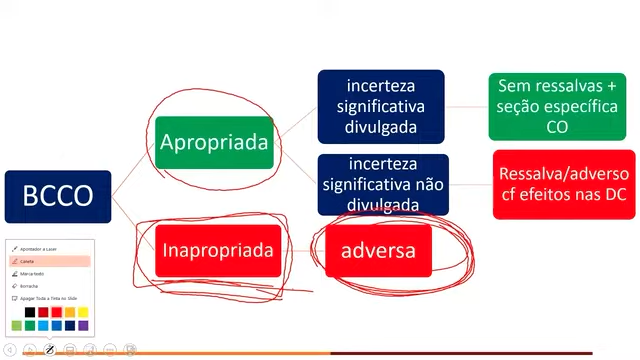 incerteza
significativa
divulgada
Sem ressalvas +
seção específica
CO
Apropriada
BCCO
incerteza
significativa não
divulgada
Ressalva/adverso
cf efeitos nas DC
Inapropriada
adversa
Apontador a Laser
Caneta
Marca-texto
Borracha
Apagar Toda a Tinta no Slide